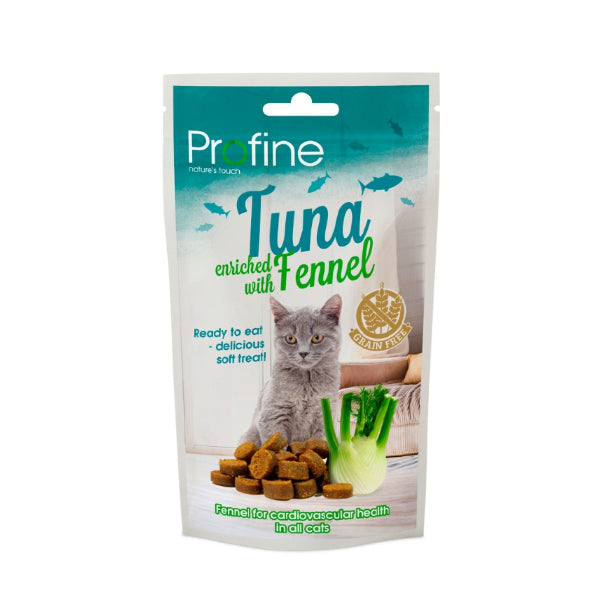 Profine
nature's touch
Tuna
enriched
with Fennel
GRAIN FREE
Ready to eat
- delicious
soft treat!
Fennel for cardiovascular health
in all cats